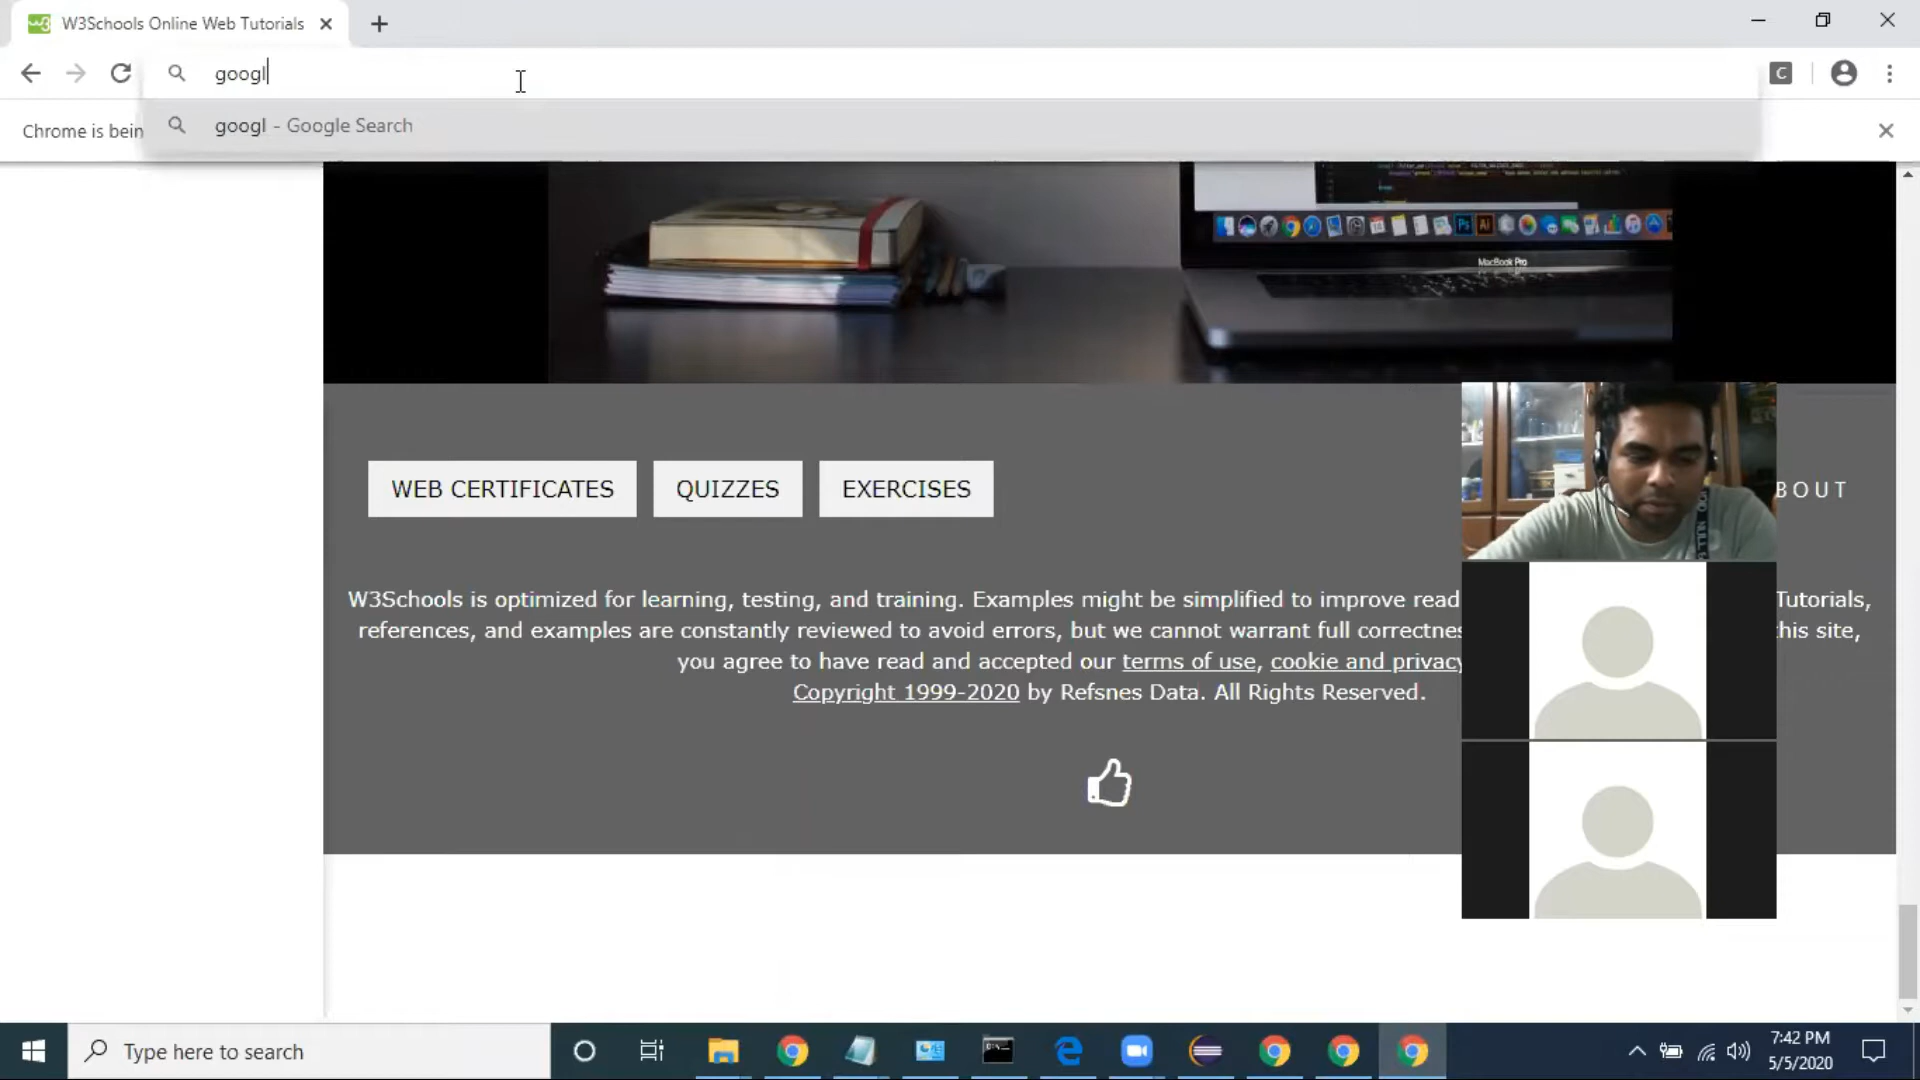 W3Schools Online Web Tutorials
googl
googl - Google Search
Chrome is bein
MacBook Pro
WEB CERTIFICATES
QUIZZES
EXERCISES
BOUT
W3Schools is optimized for learning, testing, and training. Examples might be simplified to improve read Tutorials,
references, and examples are constantly reviewed to avoid errors, but we cannot warrant full correctnes his site,
you agree to have read and accepted our terms of use, cookie and privacy
Copyright 1999-2020 by Refsnes Data. All Rights Reserved.
Type here to search
7:42 PM
5/5/2020